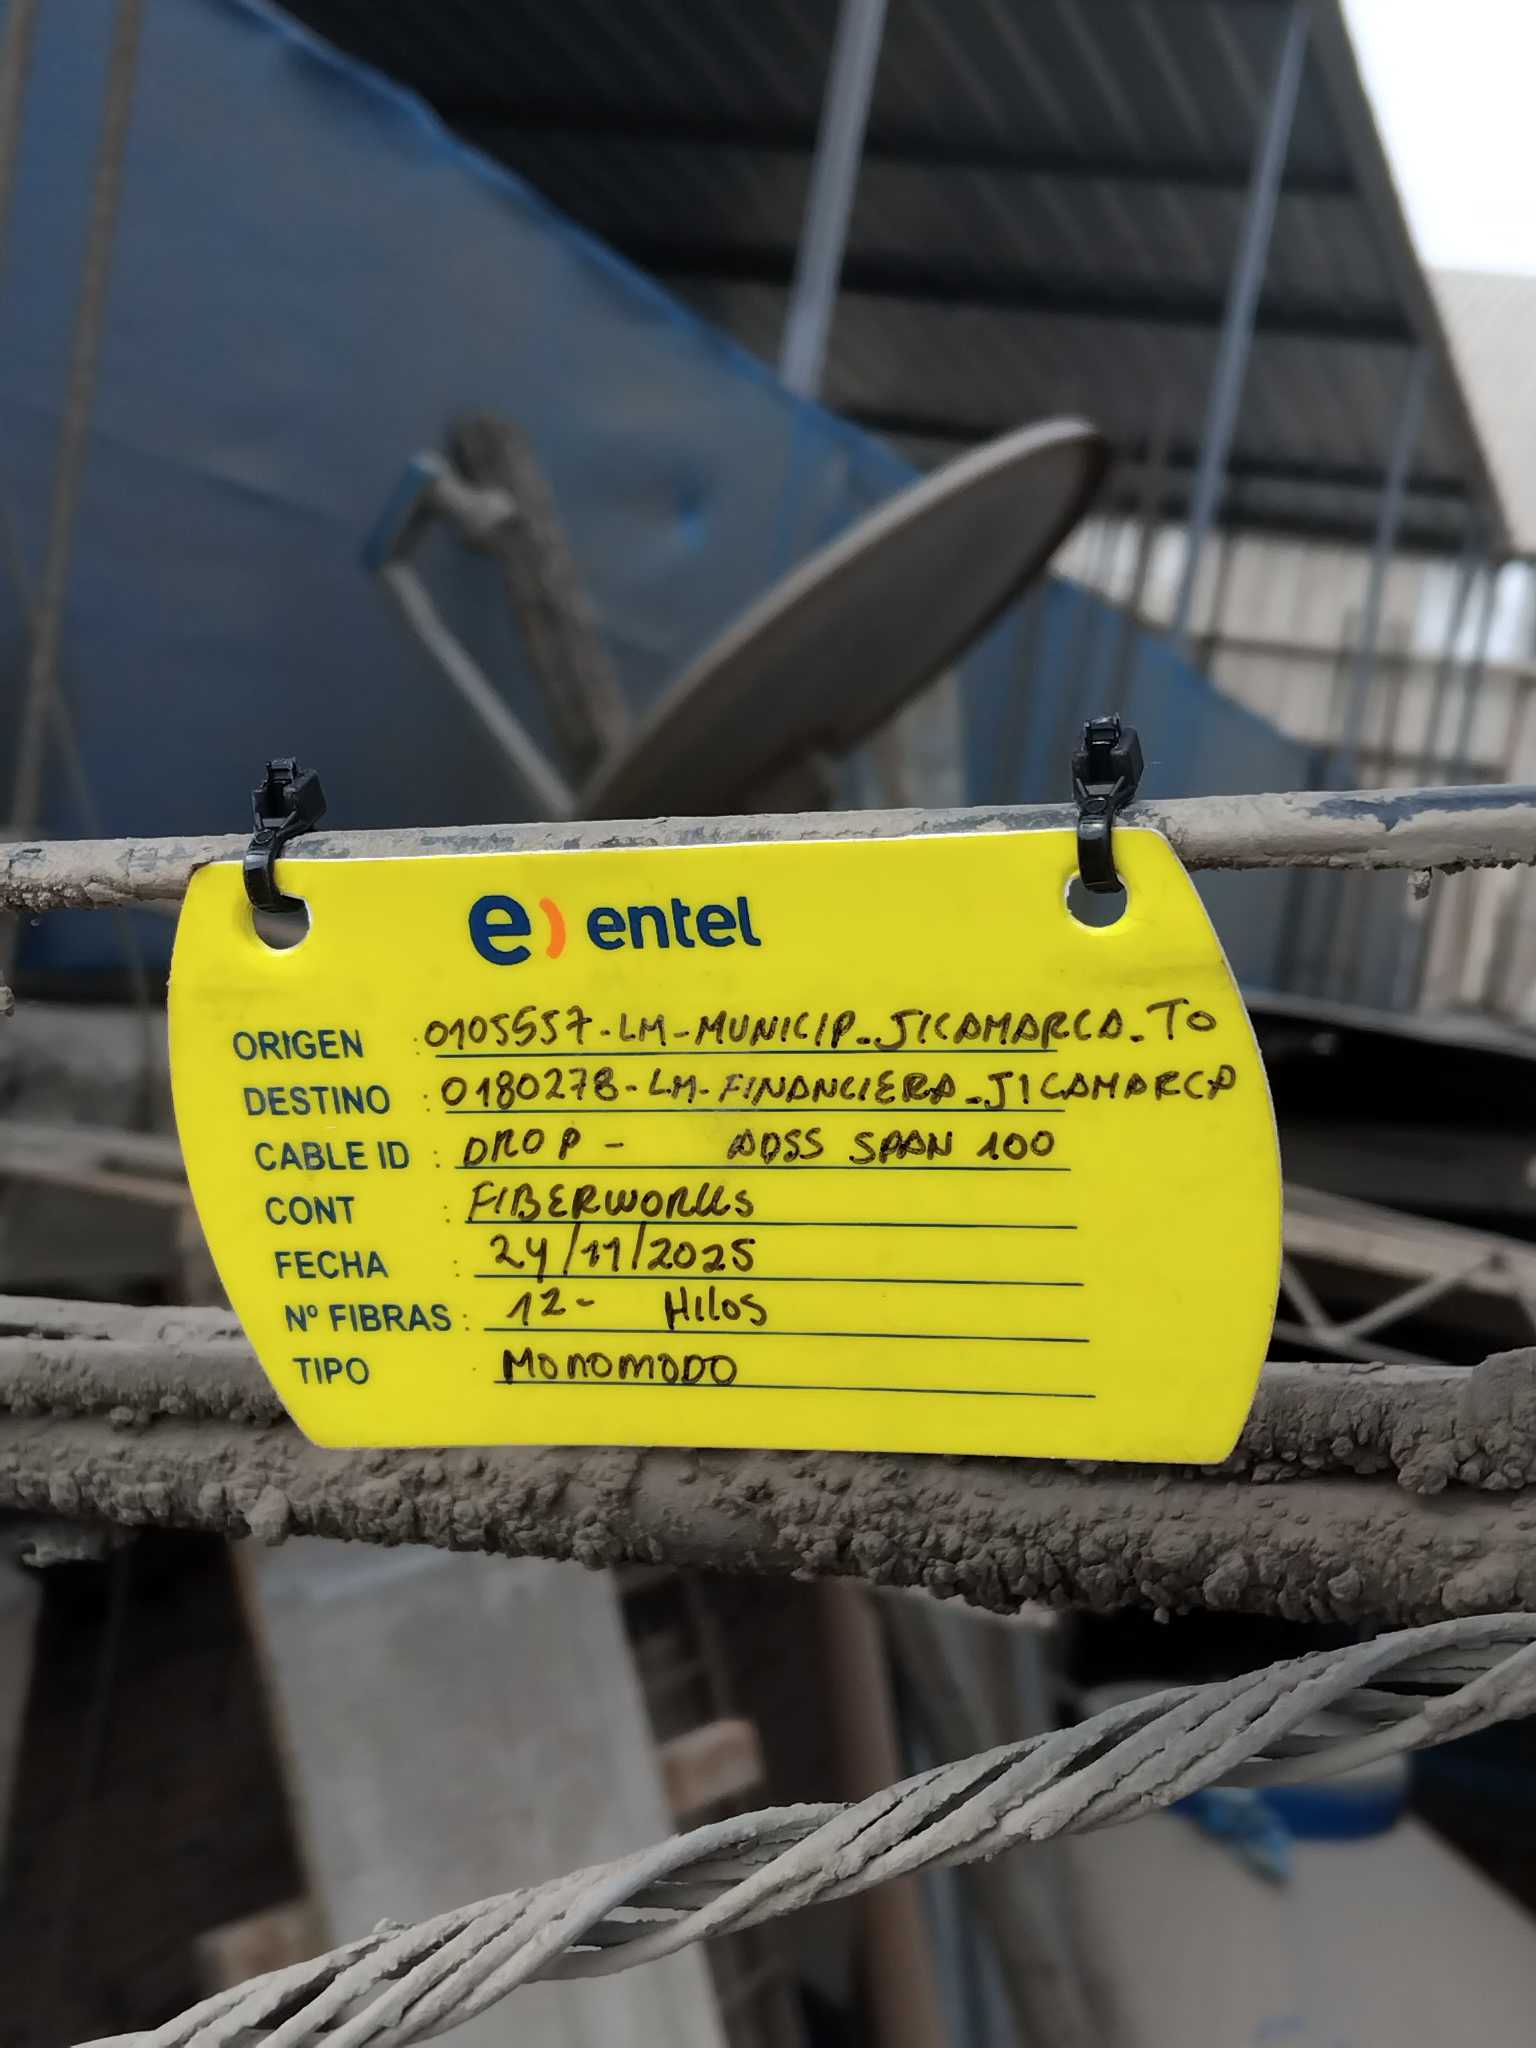 e) entel
ORIGEN : 0105557-LM-MUNICIP_JICAMARCA_TO
DESTINO : 0180278-LM-FINANCIERA_JICAMARCA
CABLE ID : DROP - ADSS SPAN 100
CONT : FIBERWORKS
FECHA : 24/11/2025
Nº FIBRAS : 12- HILOS
TIPO : MONOMODO